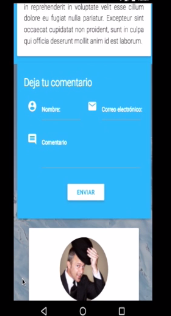 in reprehenderit in voluptate velit esse cillum
dolore eu fugiat nulla pariatur. Excepteur sint
occaecat cupidatat non proident, sunt in culpa
qui officia deserunt mollit anim id est laborum.
Deja tu comentario
Nombre:
Correo electrónico:
Comentario
ENVIAR